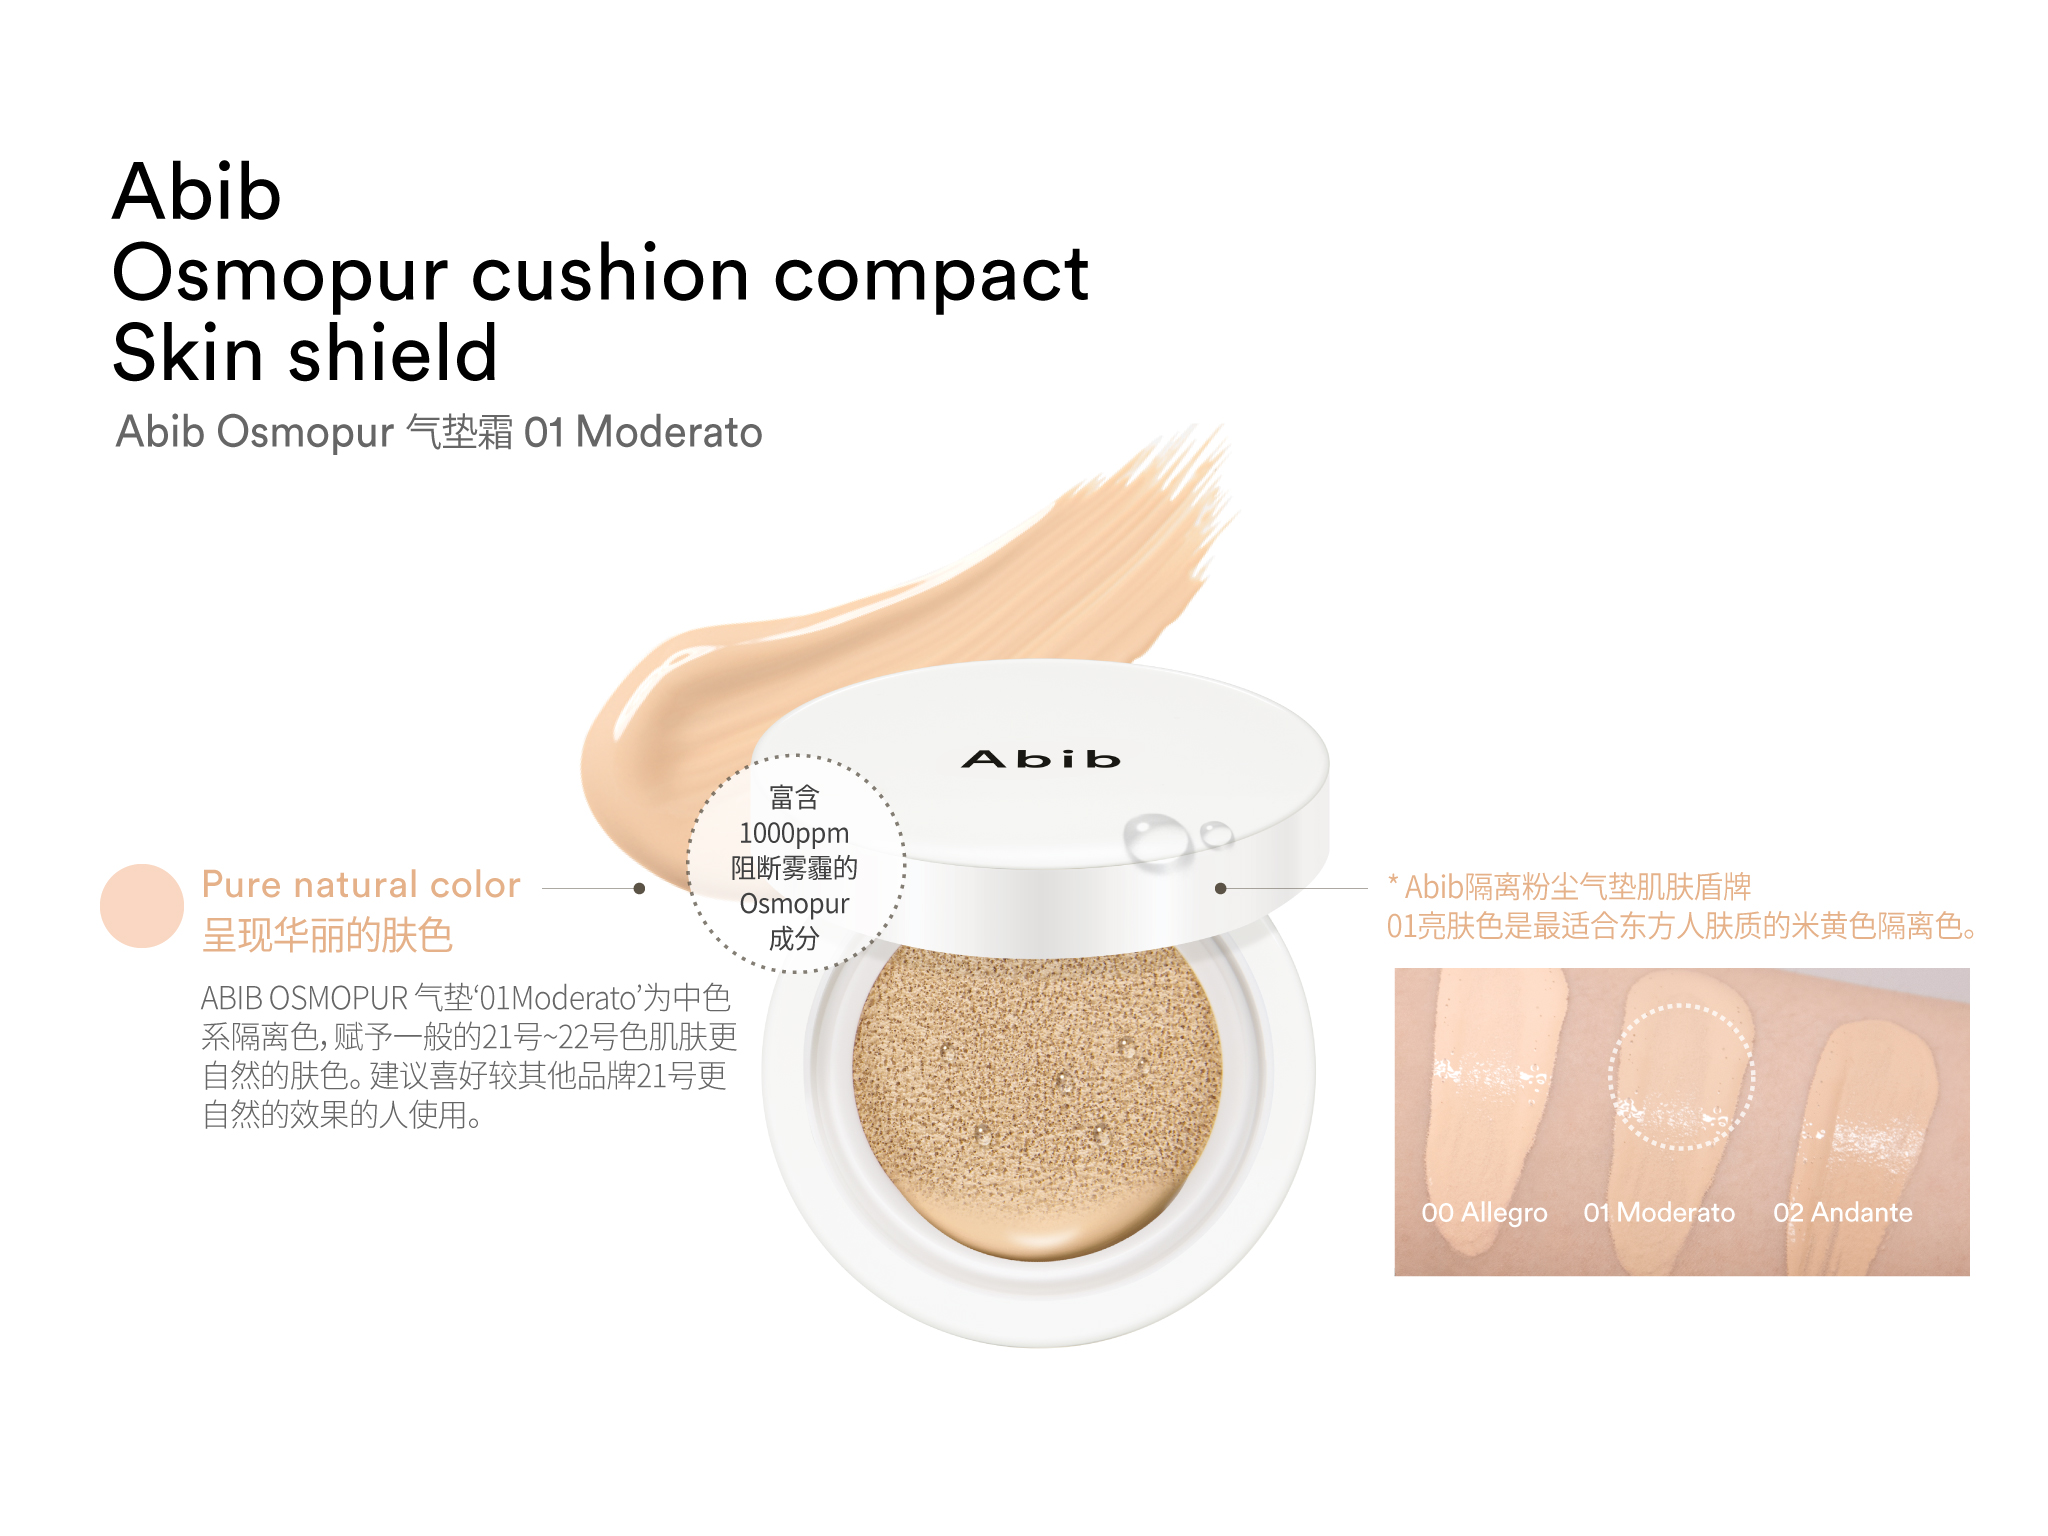 Abib
Osmopur cushion compact
Skin shield
Abib Osmopur 气垫霜 01 Moderato
Abib
富含
1000ppm
阻断雾霾的
Osmopur
成分
Pure natural color
呈现华丽的肤色
ABIB OSMOPUR 气垫‘01Moderato’为中色
系隔离色，赋予一般的21号~22号色肌肤更
自然的肤色。建议喜好较其他品牌21号更
自然的效果的人使用。
* Abib隔离粉尘气垫肌肤盾牌
01亮肤色是最适合东方人肤质的米黄色隔离色。
00 Allegro
01 Moderato
02 Andante